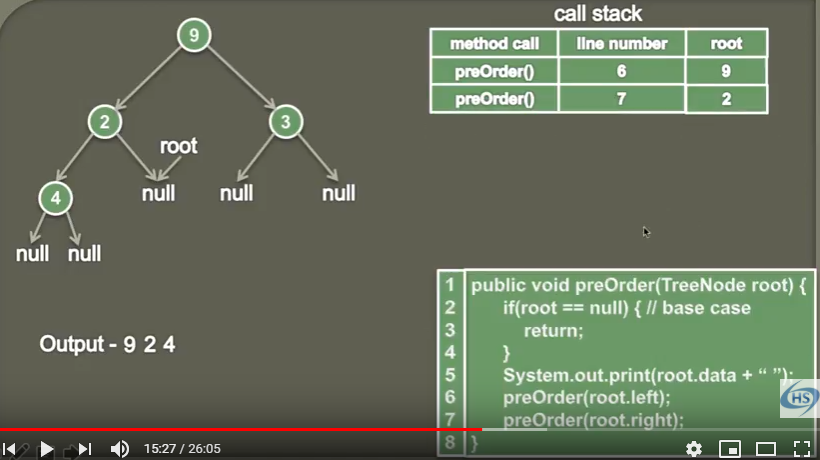 call stack
method call line number root
preOrder() 6 9
preOrder() 7 2
9
2
3
root
4
null
null
null
null
null
Output - 9 2 4
1 public void preOrder(TreeNode root) {
2 if(root == null) { // base case
3 return;
4 }
5 System.out.print(root.data + “ ”);
6 preOrder(root.left);
7 preOrder(root.right);
8 }
HS
15:27 / 26:05